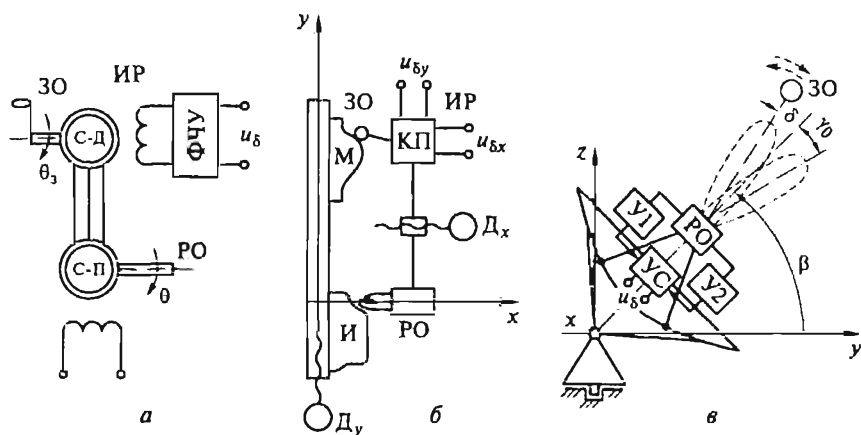 ЗО
ИР
С-Д
θз
ФЧУ
uδ
РО
С-П
θ
а
y
uδy
ЗО
ИР
М
КП
uδx
Дx
x
И
РО
Дy
б
ЗО
δ
γ0
z
У1
РО
УС
У2
uδ
β
x
y
в